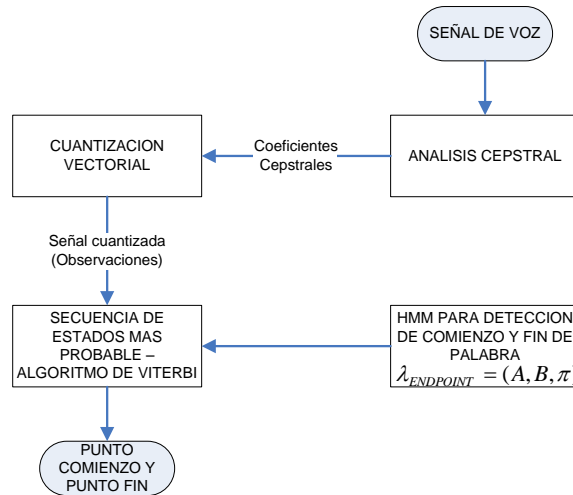 SEÑAL DE VOZ
CUANTIZACION
VECTORIAL
Coeficientes
Cepstrales
ANALISIS CEPSTRAL
Señal cuantizada
(Observaciones)
SECUENCIA DE
ESTADOS MAS
PROBABLE –
ALGORITMO DE VITERBI
HMM PARA DETECCION
DE COMIENZO Y FIN DE
PALABRA
λ_ENDPOINT = (A, B, π)
PUNTO
COMIENZO Y
PUNTO FIN